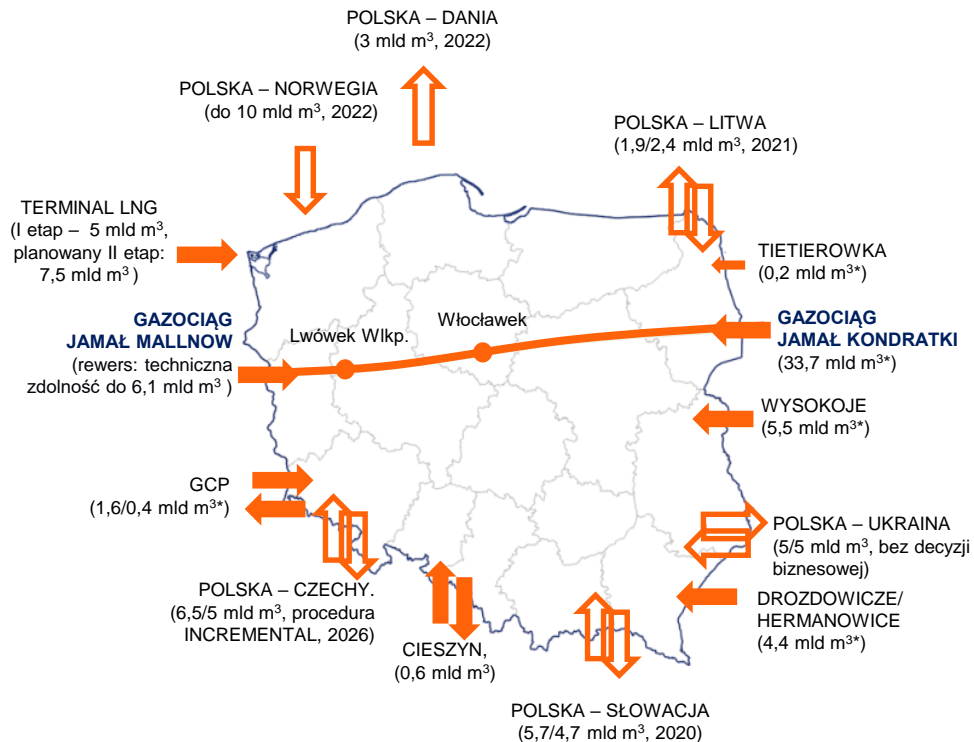 POLSKA – DANIA
(3 mld m³, 2022)
POLSKA – NORWEGIA
(do 10 mld m³, 2022)
POLSKA – LITWA
(1,9/2,4 mld m³, 2021)
TERMINAL LNG
(I etap – 5 mld m³,
planowany II etap:
7,5 mld m³ )
TIETIEROWKA
(0,2 mld m³*)
GAZOCIĄG
JAMAŁ MALLNOW
(rewers: techniczna
zdolność do 6,1 mld m³ )
Lwówek Wlkp.
Włocławek
GAZOCIĄG
JAMAŁ KONDRATKI
(33,7 mld m³*)
WYSOKOJE
(5,5 mld m³*)
GCP
(1,6/0,4 mld m³*)
POLSKA – UKRAINA
(5/5 mld m³, bez decyzji
biznesowej)
POLSKA – CZECHY.
(6,5/5 mld m³, procedura
INCREMENTAL, 2026)
DROZDOWICZE/
HERMANOWICE
(4,4 mld m³*)
CIESZYN,
(0,6 mld m³)
POLSKA – SŁOWACJA
(5,7/4,7 mld m³, 2020)